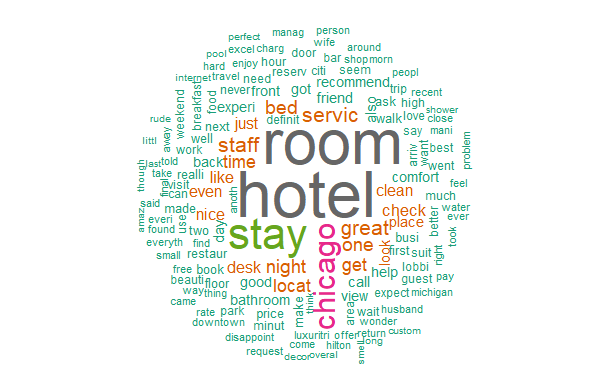 perfect manag person
excel charg door wife around
pool hour bar shop morn
hard enjoy reserv citi seem peopl
internet travel need got recommend trip recent
never front friend also ask high love shower
rude weekend breakfast food experi bed servic walk close
away next just definit say mani
littl work well staff room arriv want best problem
though last told back time went
take realli like comfort feel
final visit can even anoth hotel clean much
amaz said made nice check water
everi use day place better ever
found two stay great look busi right took
everyth find chicago one first suit
small restaur desk night get help lobbi
free book good locat call guest pay
beauti floor bathroom view expect michigan
way thing make think area wait husband
came price wonder
rate park minut return custom
downtown luxuri tri offer long
disappoint come hilton smell
request decor overal